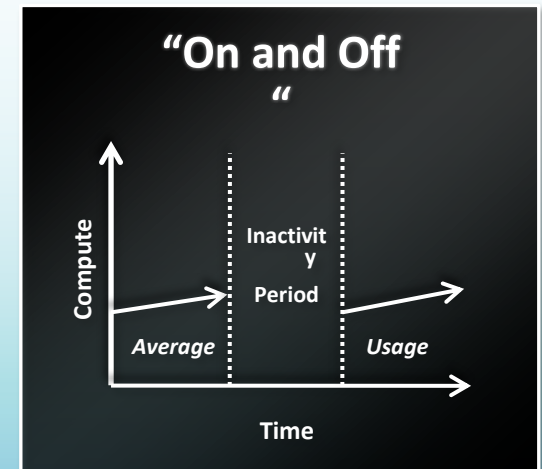 “On and Off
“
Compute
Inactivit
y
Period
Average
Usage
Time